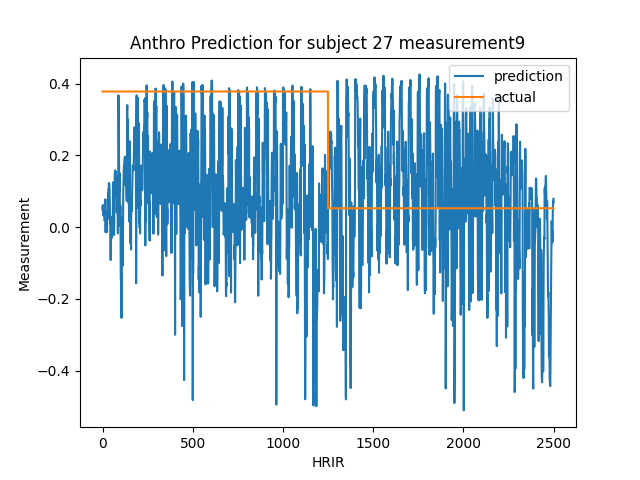 Anthro Prediction for subject 27 measurement9
prediction
actual
Measurement
0.4
0.2
0.0
−0.2
−0.4
0
500
1000
1500
2000
2500
HRIR